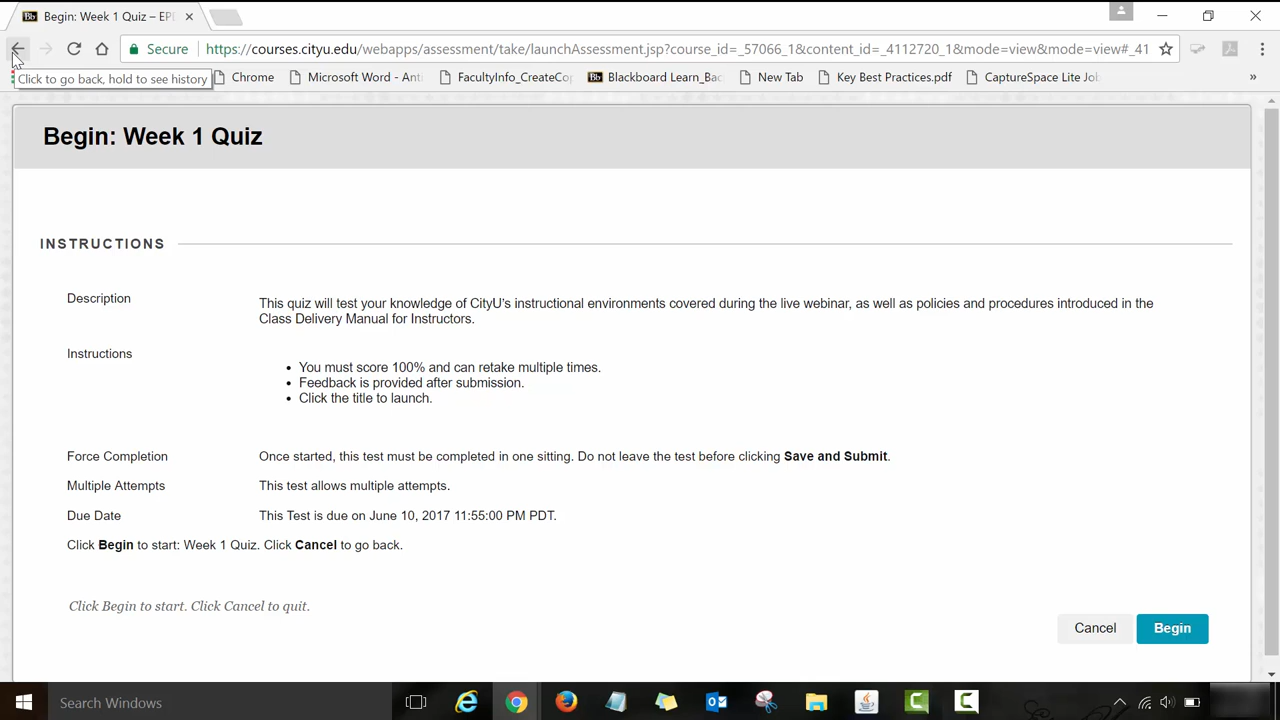 Begin: Week 1 Quiz – EPD
Secure
https://courses.cityu.edu/webapps/assessment/take/launchAssessment.jsp?course_id=_57066_1&content_id=_4112720_1&mode=view&mode=view#_41
Click to go back, hold to see history
Chrome
Microsoft Word - Anti
FacultyInfo_CreateCo
Bb Blackboard Learn_Bac
New Tab
Key Best Practices.pdf
CaptureSpace Lite Job
»
Begin: Week 1 Quiz
INSTRUCTIONS
Description
This quiz will test your knowledge of CityU's instructional environments covered during the live webinar, as well as policies and procedures introduced in the
Class Delivery Manual for Instructors.
Instructions
• You must score 100% and can retake multiple times.
• Feedback is provided after submission.
• Click the title to launch.
Force Completion
Once started, this test must be completed in one sitting. Do not leave the test before clicking Save and Submit.
Multiple Attempts
This test allows multiple attempts.
Due Date
This Test is due on June 10, 2017 11:55:00 PM PDT.
Click Begin to start: Week 1 Quiz. Click Cancel to go back.
Click Begin to start. Click Cancel to quit.
Cancel
Begin
Search Windows